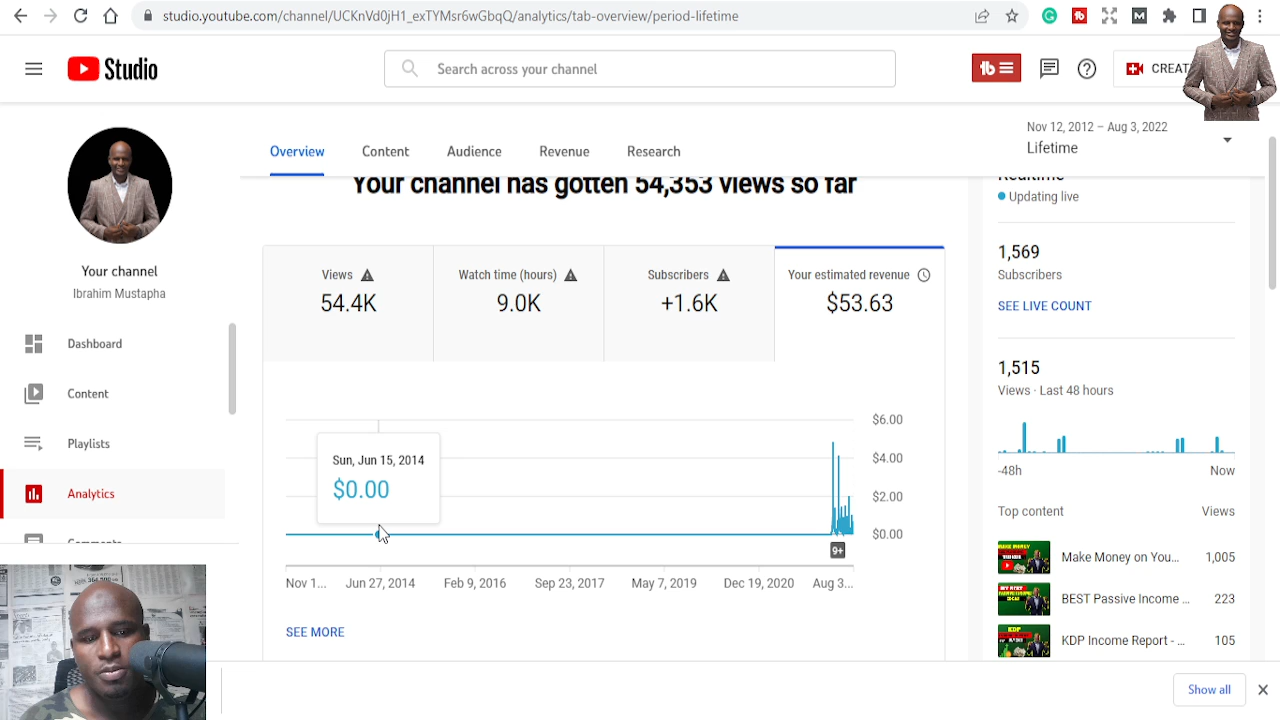 studio.youtube.com/channel/UCKnVd0jH1_exTYMsr6wGbqQ/analytics/tab-overview/period-lifetime
Studio
Search across your channel
CREAT
Nov 12, 2012 – Aug 3, 2022
Lifetime
Overview
Content
Audience
Revenue
Research
Your channel has gotten 54,353 views so far
Your channel
Ibrahim Mustapha
Dashboard
Content
Playlists
Analytics
Comments
Views
54.4K
Watch time (hours)
9.0K
Subscribers
+1.6K
Your estimated revenue
$53.63
Sun, Jun 15, 2014
$0.00
$6.00
$4.00
$2.00
$0.00
9+
Nov 1...
Jun 27, 2014
Feb 9, 2016
Sep 23, 2017
May 7, 2019
Dec 19, 2020
Aug 3...
SEE MORE
Realtime
Updating live
1,569
Subscribers
SEE LIVE COUNT
1,515
Views · Last 48 hours
-48h
Now
Top content
Views
Make Money on You...
1,005
BEST Passive Income ...
223
KDP Income Report - ...
105
Show all